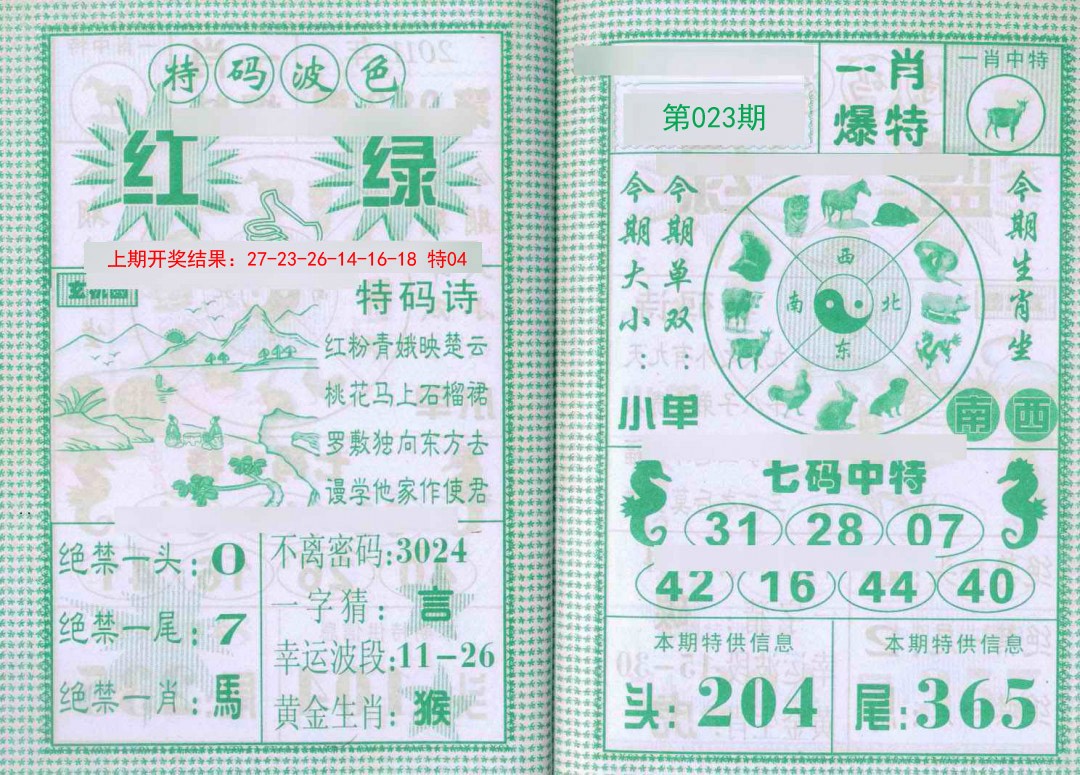 特码波色
红 绿
上期开奖结果：27-23-26-14-16-18 特04
玄机图
特码诗
红粉青娥映楚云
桃花马上石榴裙
罗敷独向东方去
谩学他家作使君
绝禁一头:0
绝禁一尾:7
绝禁一肖:馬
不离密码:3024
一字猜：言
幸运波段:11-26
黄金生肖:猴
第023期
一肖
爆特
一肖中特
今期大小：小
今期单双：单
今期生肖坐
南西
西
南 北
东
七码中特
31 28 07
42 16 44 40
本期特供信息
头:204
本期特供信息
尾:365